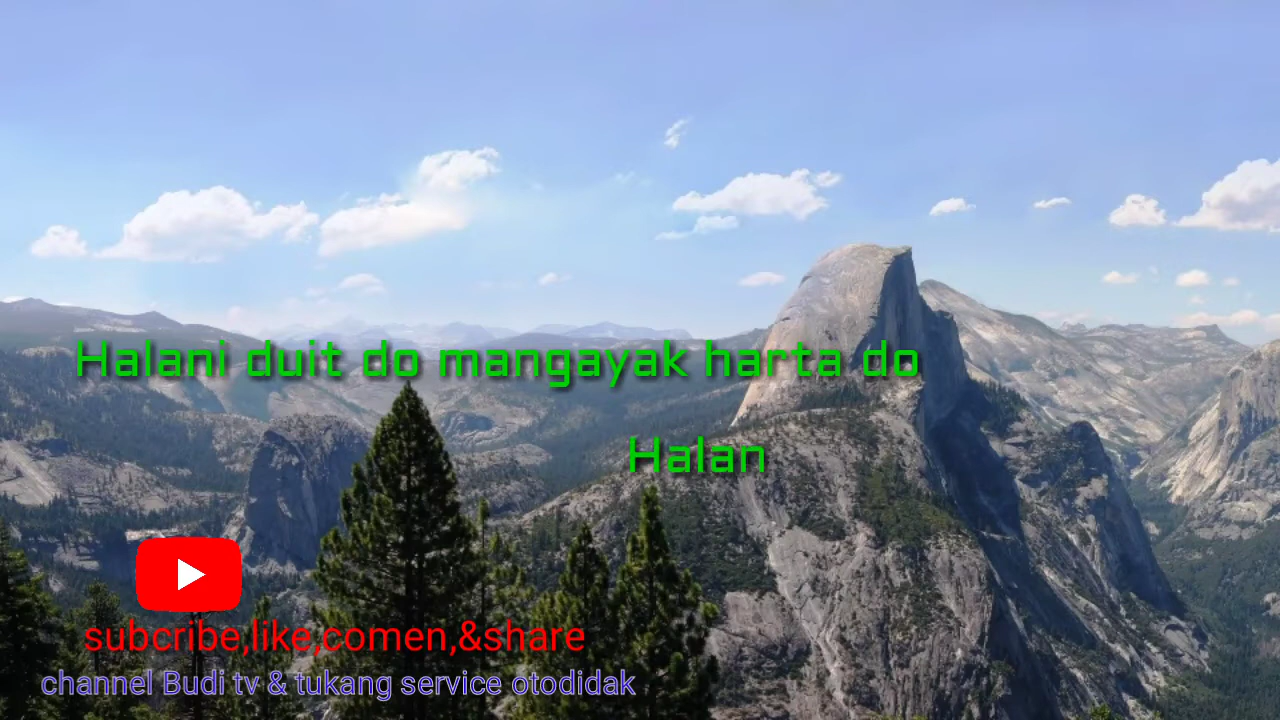 Halani duit do mangayak harta do
Halan
subcribe,like,comen,&share
channel Budi tv & tukang service otodidak